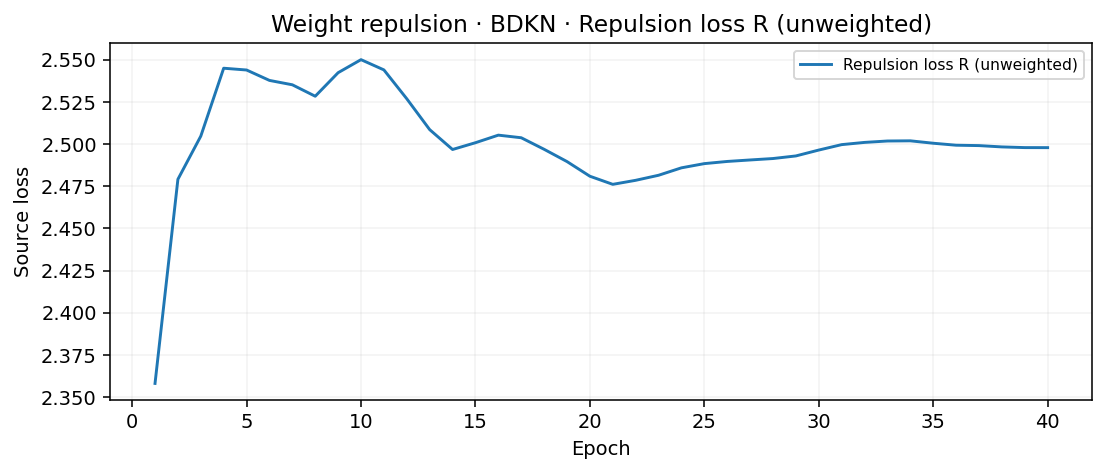 Weight repulsion · BDKN · Repulsion loss R (unweighted)
Repulsion loss R (unweighted)
Source loss
2.550
2.525
2.500
2.475
2.450
2.425
2.400
2.375
2.350
0 5 10 15 20 25 30 35 40
Epoch